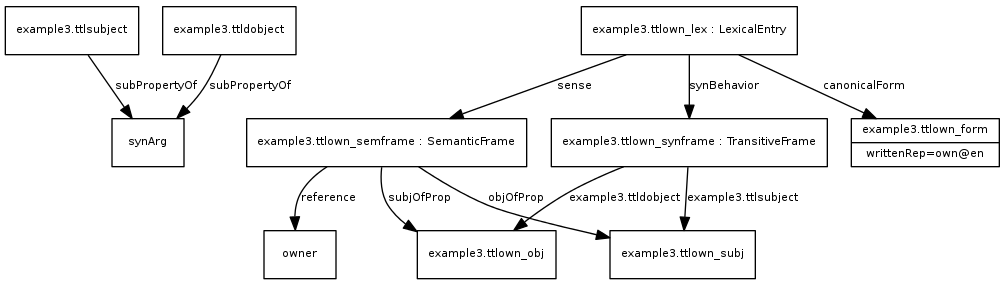 example3.ttlsubject
example3.ttldobject
example3.ttlown_lex : LexicalEntry
subPropertyOf
subPropertyOf
sense
synBehavior
canonicalForm
synArg
example3.ttlown_semframe : SemanticFrame
example3.ttlown_synframe : TransitiveFrame
example3.ttlown_form
writtenRep=own@en
reference
subjOfProp
objOfProp
example3.ttldobject
example3.ttlsubject
owner
example3.ttlown_obj
example3.ttlown_subj